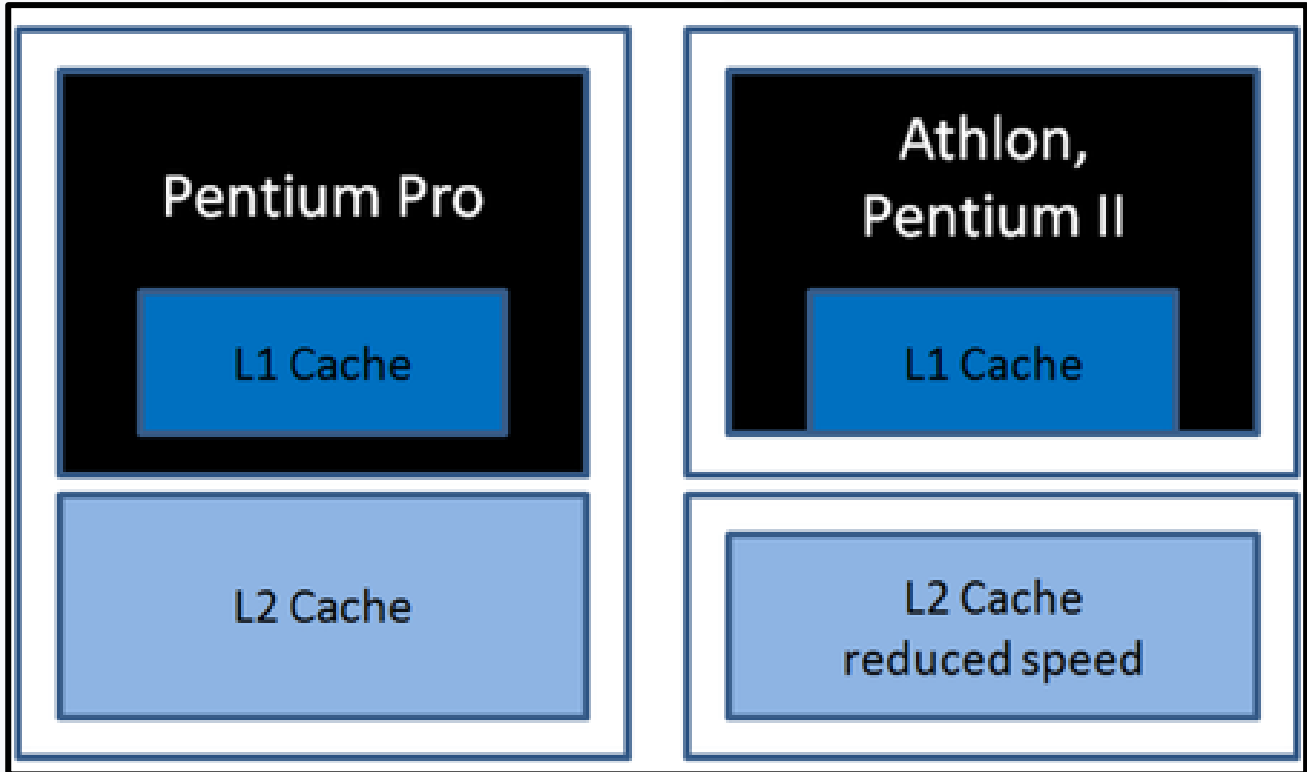 Pentium Pro
L1 Cache
L2 Cache
Athlon,
Pentium II
L1 Cache
L2 Cache
reduced speed